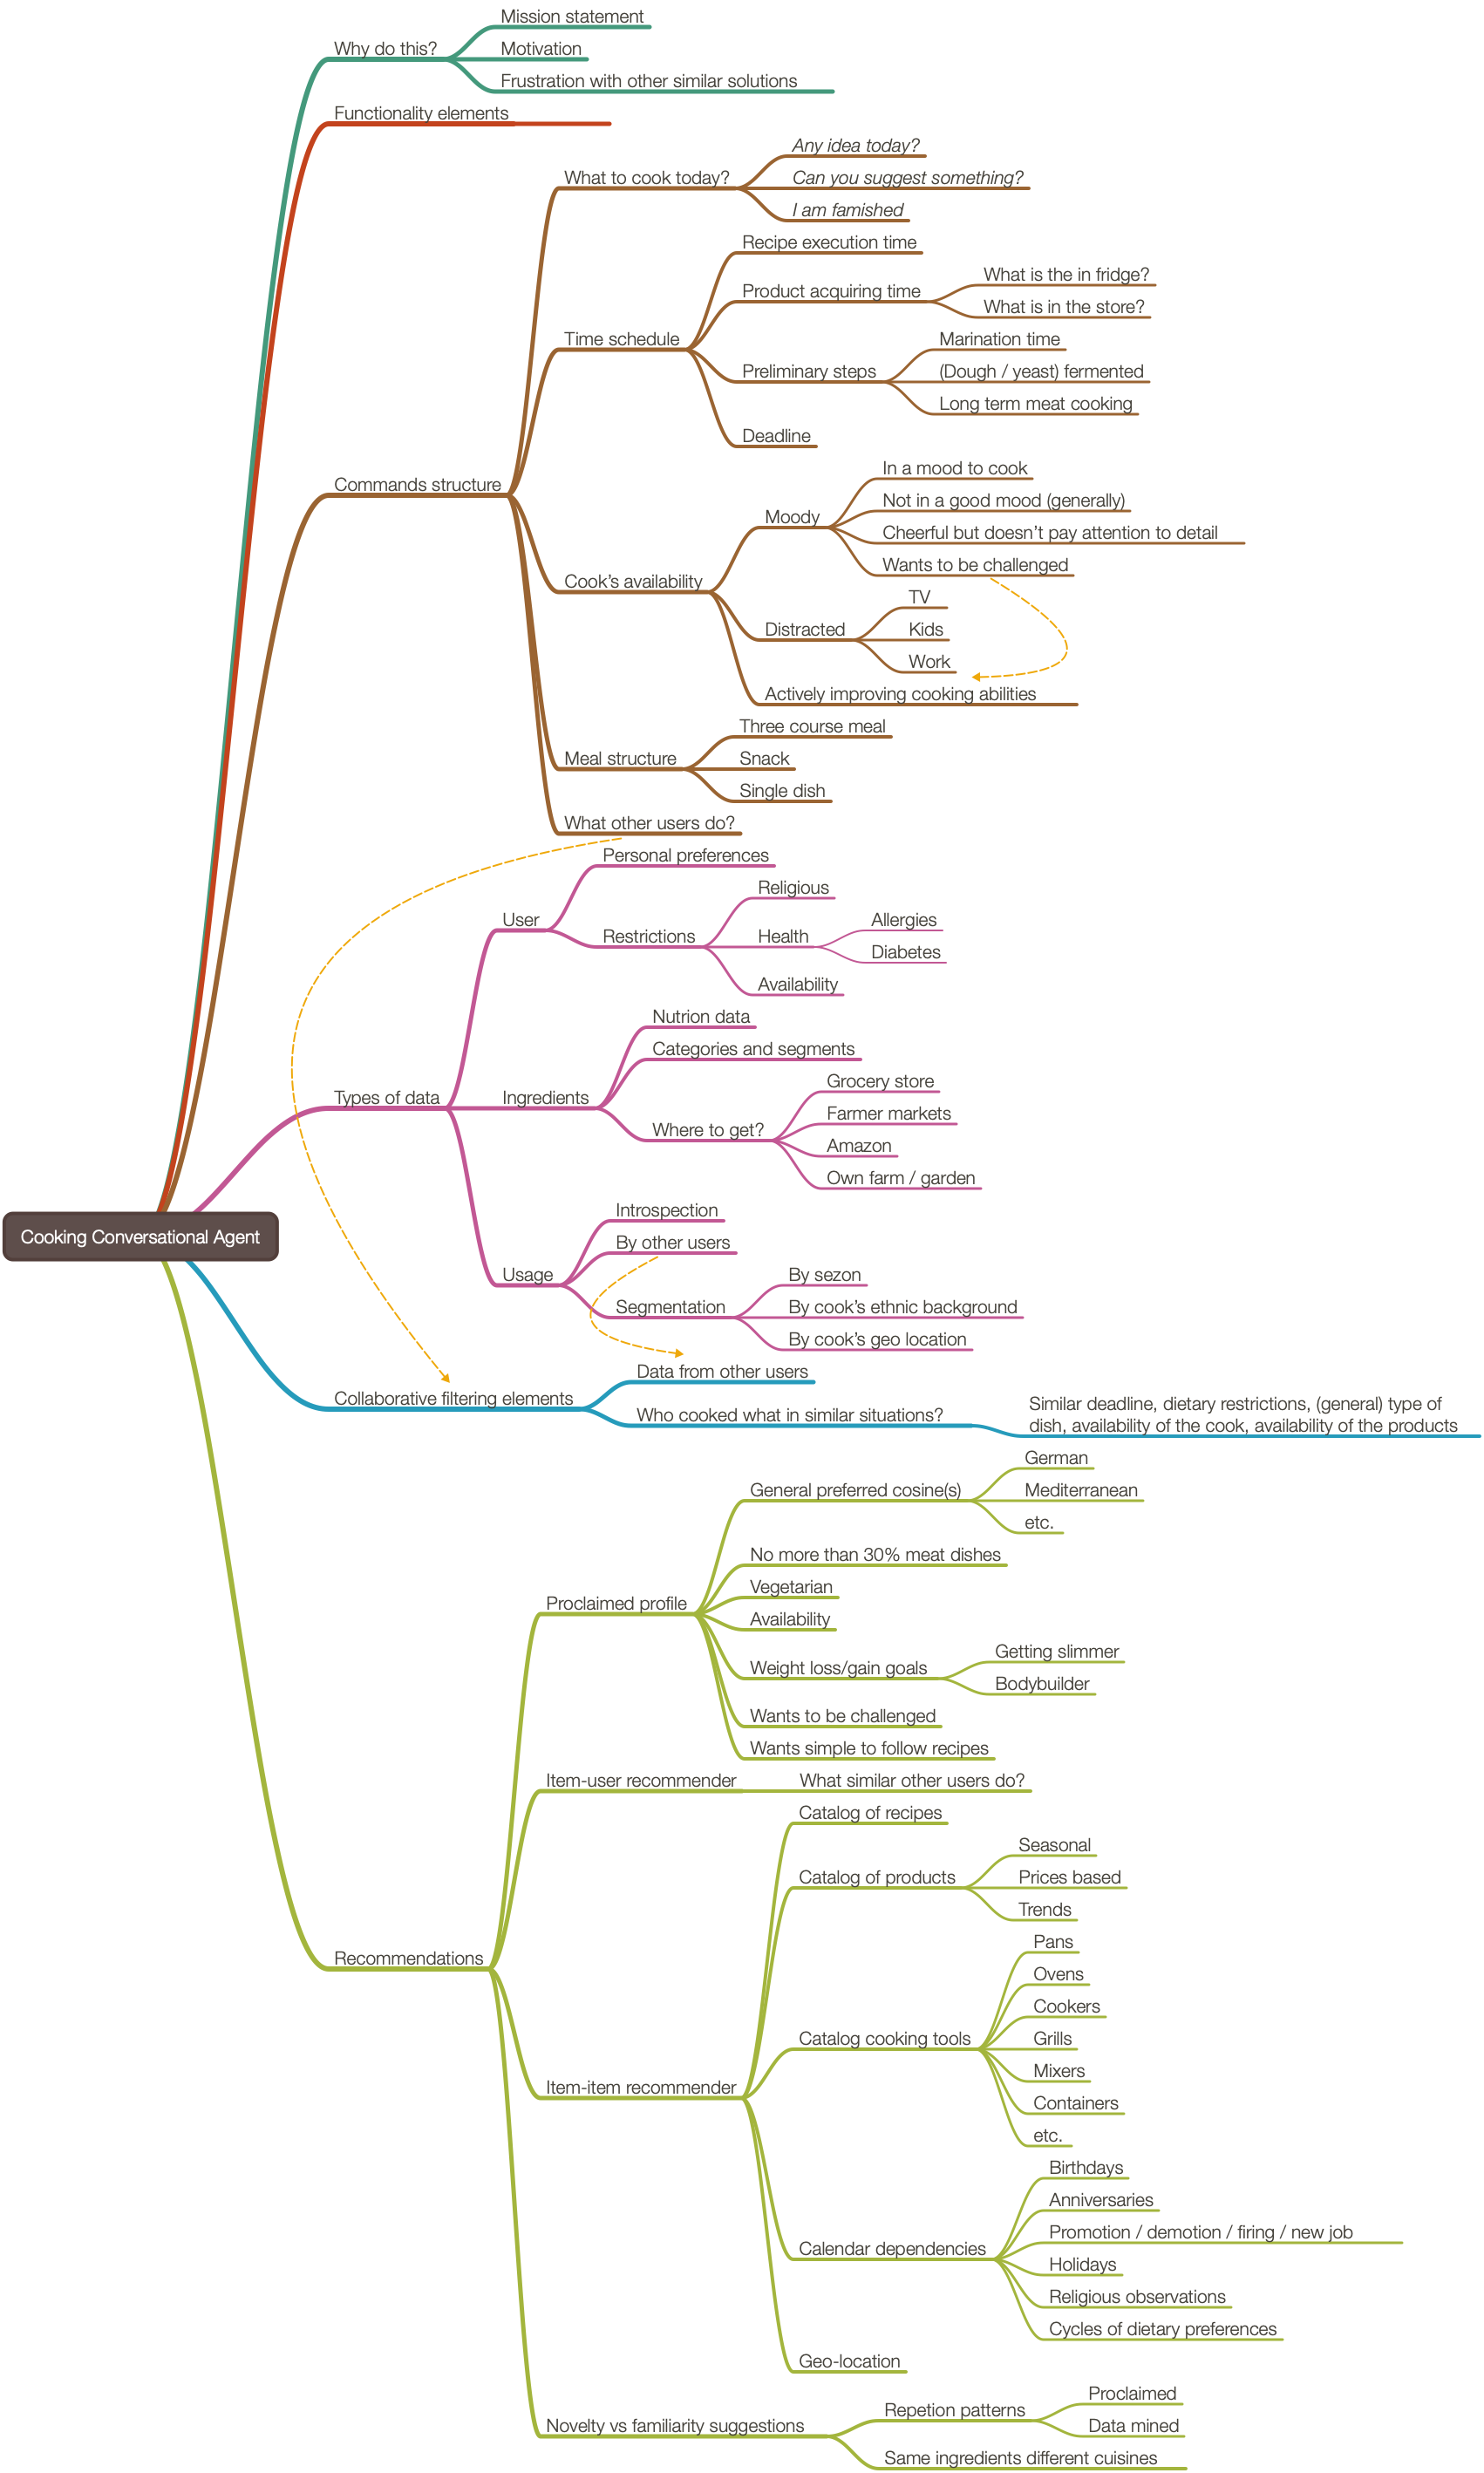 Mission statement
Why do this?
Motivation
Frustration with other similar solutions
Functionality elements
Any idea today?
What to cook today?
Can you suggest something?
I am famished
Recipe execution time
What is the in fridge?
Product acquiring time
What is in the store?
Time schedule
Marination time
Preliminary steps
(Dough / yeast) fermented
Long term meat cooking
Deadline
Commands structure
In a mood to cook
Moody
Not in a good mood (generally)
Cheerful but doesn't pay attention to detail
Wants to be challenged
Cook's availability
TV
Distracted
Kids
Work
Actively improving cooking abilities
Three course meal
Meal structure
Snack
Single dish
What other users do?
Personal preferences
User
Religious
Restrictions
Health
Allergies
Diabetes
Availability
Nutrion data
Categories and segments
Types of data
Ingredients
Grocery store
Where to get?
Farmer markets
Amazon
Own farm / garden
Introspection
Cooking Conversational Agent
By other users
Usage
By sezon
Segmentation
By cook's ethnic background
By cook's geo location
Data from other users
Collaborative filtering elements
Who cooked what in similar situations?
Similar deadline, dietary restrictions, (general) type of
dish, availability of the cook, availability of the products
German
General preferred cosine(s)
Mediterranean
etc.
No more than 30% meat dishes
Vegetarian
Proclaimed profile
Availability
Getting slimmer
Weight loss/gain goals
Bodybuilder
Wants to be challenged
Wants simple to follow recipes
Item-user recommender
What similar other users do?
Catalog of recipes
Seasonal
Catalog of products
Prices based
Trends
Recommendations
Pans
Ovens
Cookers
Catalog cooking tools
Grills
Mixers
Containers
etc.
Item-item recommender
Birthdays
Anniversaries
Promotion / demotion / firing / new job
Calendar dependencies
Holidays
Religious observations
Cycles of dietary preferences
Geo-location
Proclaimed
Repetion patterns
Data mined
Novelty vs familiarity suggestions
Same ingredients different cuisines